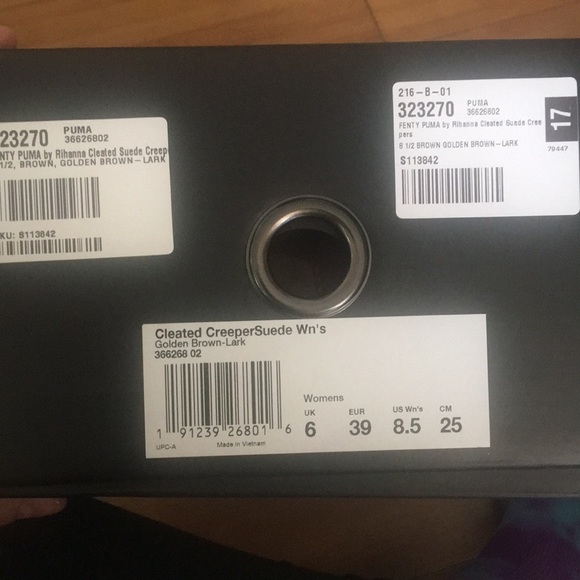 23270 PUMA
36626802
NTY PUMA by Rihanna Cleated Suede Creep
1/2, BROWN, GOLDEN BROWN-LARK
KU: 8113842
216-B-01
323270 PUMA
36626802
FENTY PUMA by Rihanna Cleated Suede Cree
pers
8 1/2 BROWN GOLDEN BROWN-LARK
S113842
17
79447
Cleated CreeperSuede Wn's
Golden Brown-Lark
366268 02
1 91239 26801 6
UPC-A Made in Vietnam
Womens
UK EUR US Wn's CM
6 39 8.5 25